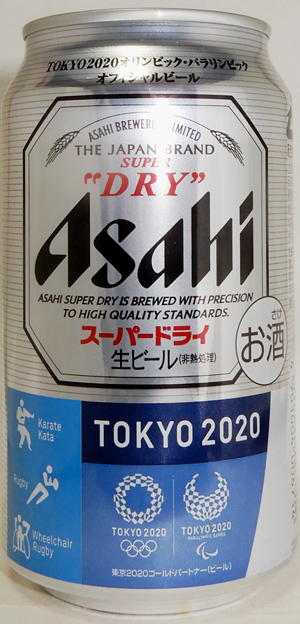 TOKYO2020オリンピック・パラリンピック
オフィシャルビール
ASAHI BREWERIES LIMITED
THE JAPAN BRAND
SUPER
"DRY"
Asahi
ASAHI SUPER DRY IS BREWED WITH PRECISION
TO HIGH QUALITY STANDARDS.
スーパードライ
生ビール(非熱処理)
さけ
お酒
TOKYO 2020
Karate
Kata
Rugby
Wheelchair
Rugby
TOKYO 2020
TOKYO 2020
PARALYMPIC GAMES
東京2020ゴールドパートナー(ビール)